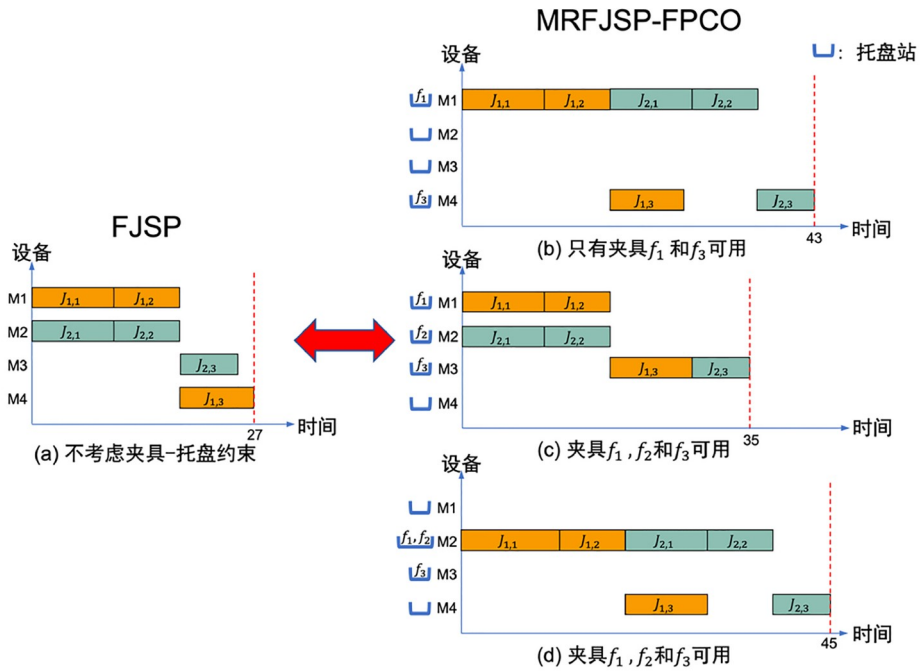 MRFJSP-FPCO
设备
托盘站
f₁ M1 J₁,₁ J₁,₂ J₂,₁ J₂,₂
M2
M3
f₃ M4 J₁,₃ J₂,₃
43 时间
(b) 只有夹具f₁ 和f₃可用
FJSP
设备
M1 J₁,₁ J₁,₂
M2 J₂,₁ J₂,₂
M3 J₂,₃
M4 J₁,₃
27 时间
(a) 不考虑夹具-托盘约束
设备
f₁ M1 J₁,₁ J₁,₂
f₂ M2 J₂,₁ J₂,₂
f₃ M3 J₁,₃ J₂,₃
M4
35 时间
(c) 夹具f₁ ,f₂和f₃可用
设备
M1
f₁, f₂ M2 J₁,₁ J₁,₂ J₂,₁ J₂,₂
f₃ M3
M4 J₁,₃ J₂,₃
45 时间
(d) 夹具f₁ ,f₂和f₃可用